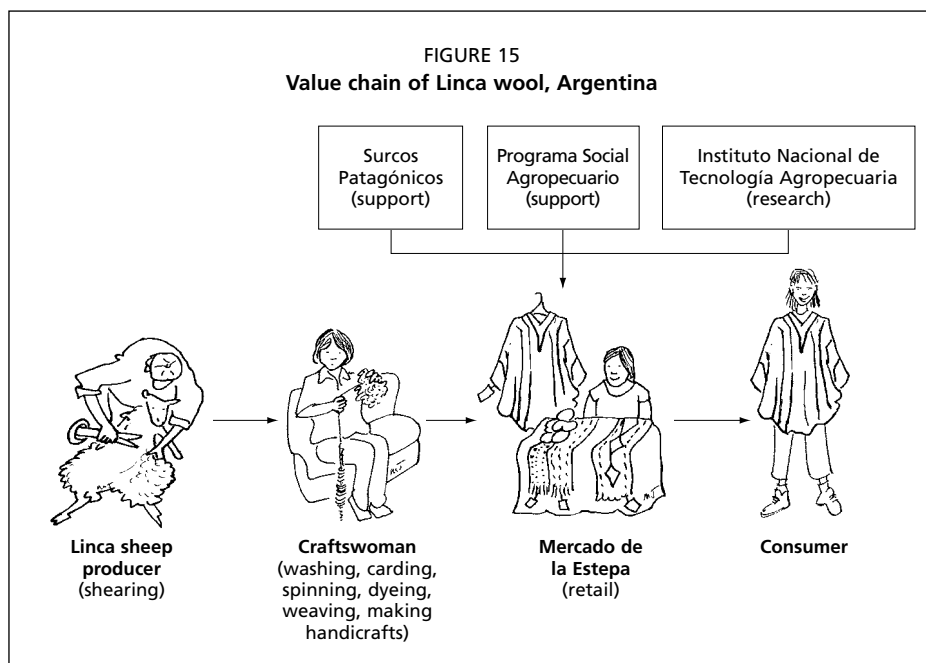 FIGURE 15
Value chain of Linca wool, Argentina
Surcos
Patagónicos
(support)
Programa Social
Agropecuario
(support)
Instituto Nacional de
Tecnología Agropecuaria
(research)
Linca sheep
producer
(shearing)
Craftswoman
(washing, carding,
spinning, dyeing,
weaving, making
handicrafts)
Mercado de
la Estepa
(retail)
Consumer